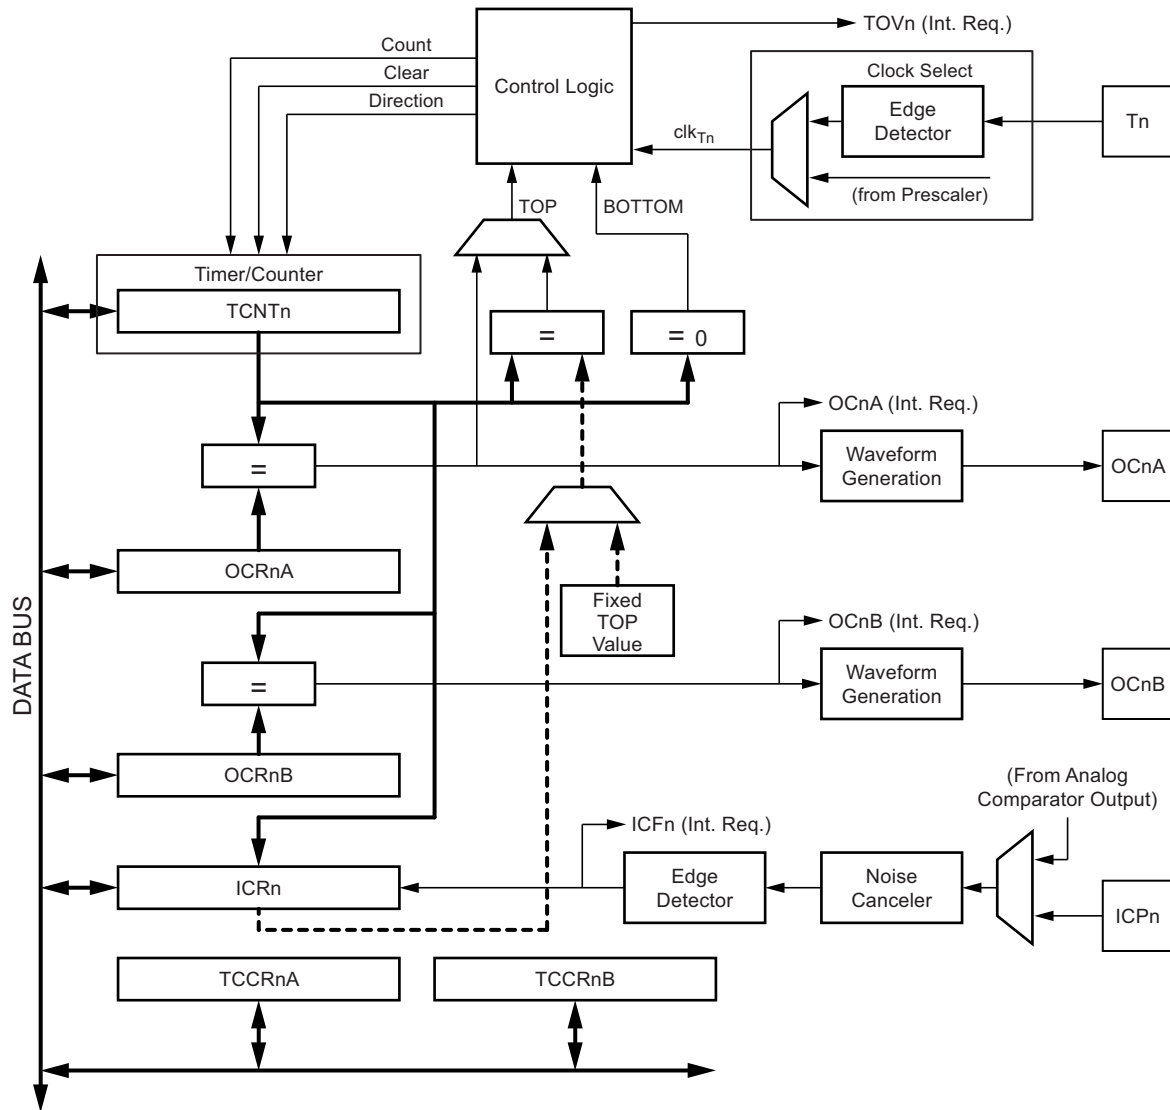 TOVn (Int. Req.)
Count
Clear
Direction
Control Logic
Clock Select
Edge
Detector
Tn
clkTn
(from Prescaler)
TOP
BOTTOM
Timer/Counter
TCNTn
=
= 0
OCnA (Int. Req.)
=
Waveform
Generation
OCnA
OCRnA
Fixed
TOP
Value
DATA BUS
OCnB (Int. Req.)
=
Waveform
Generation
OCnB
OCRnB
(From Analog
Comparator Output)
ICFn (Int. Req.)
ICRn
Edge
Detector
Noise
Canceler
ICPn
TCCRnA
TCCRnB